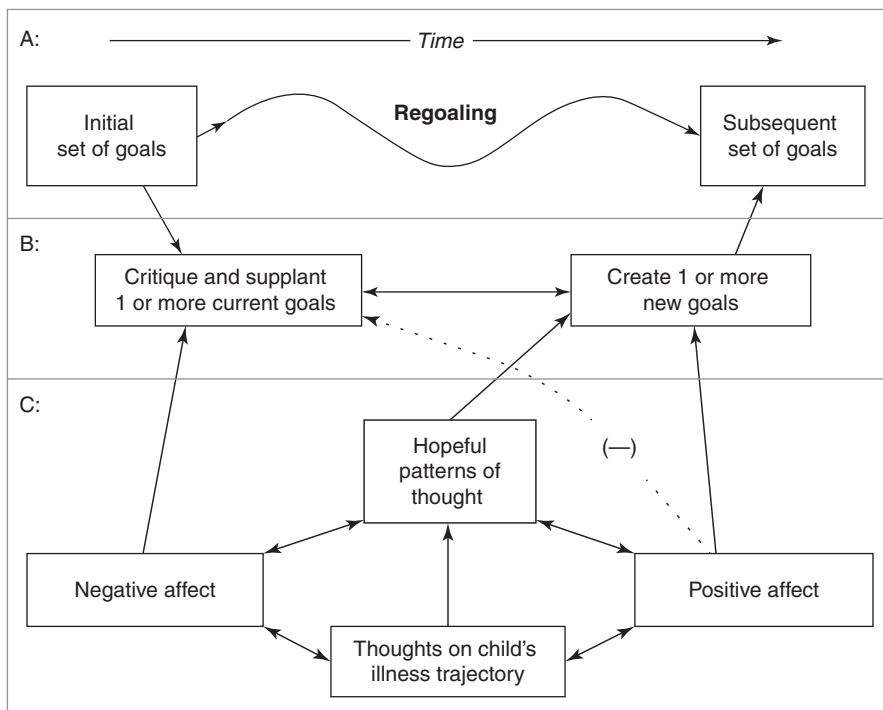 A:
Time
Initial
set of goals
Regoaling
Subsequent
set of goals
B:
Critique and supplant
1 or more current goals
Create 1 or more
new goals
C:
Hopeful
patterns of
thought
(—)
Negative affect
Positive affect
Thoughts on child’s
illness trajectory